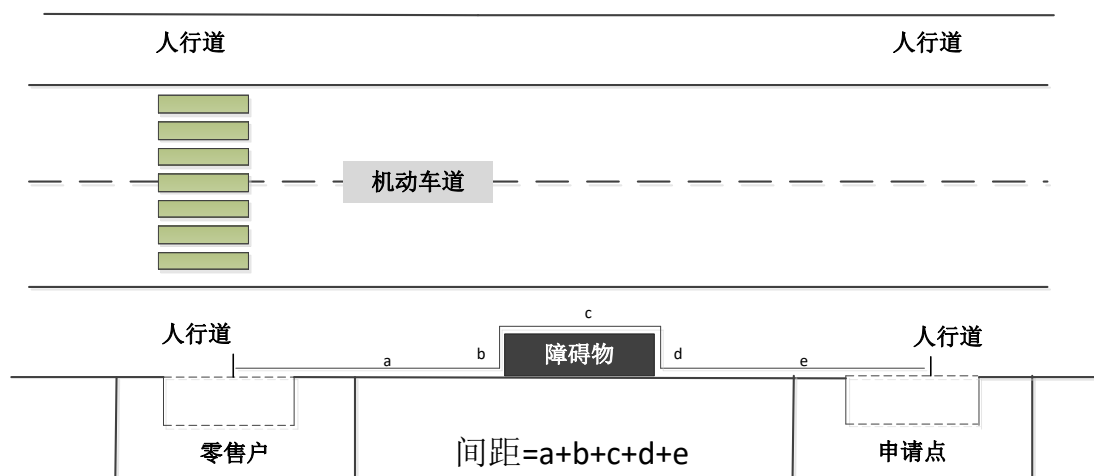 人行道 人行道
机动车道
c
人行道 人行道
a b 障碍物 d e
零售户 间距=a+b+c+d+e 申请点